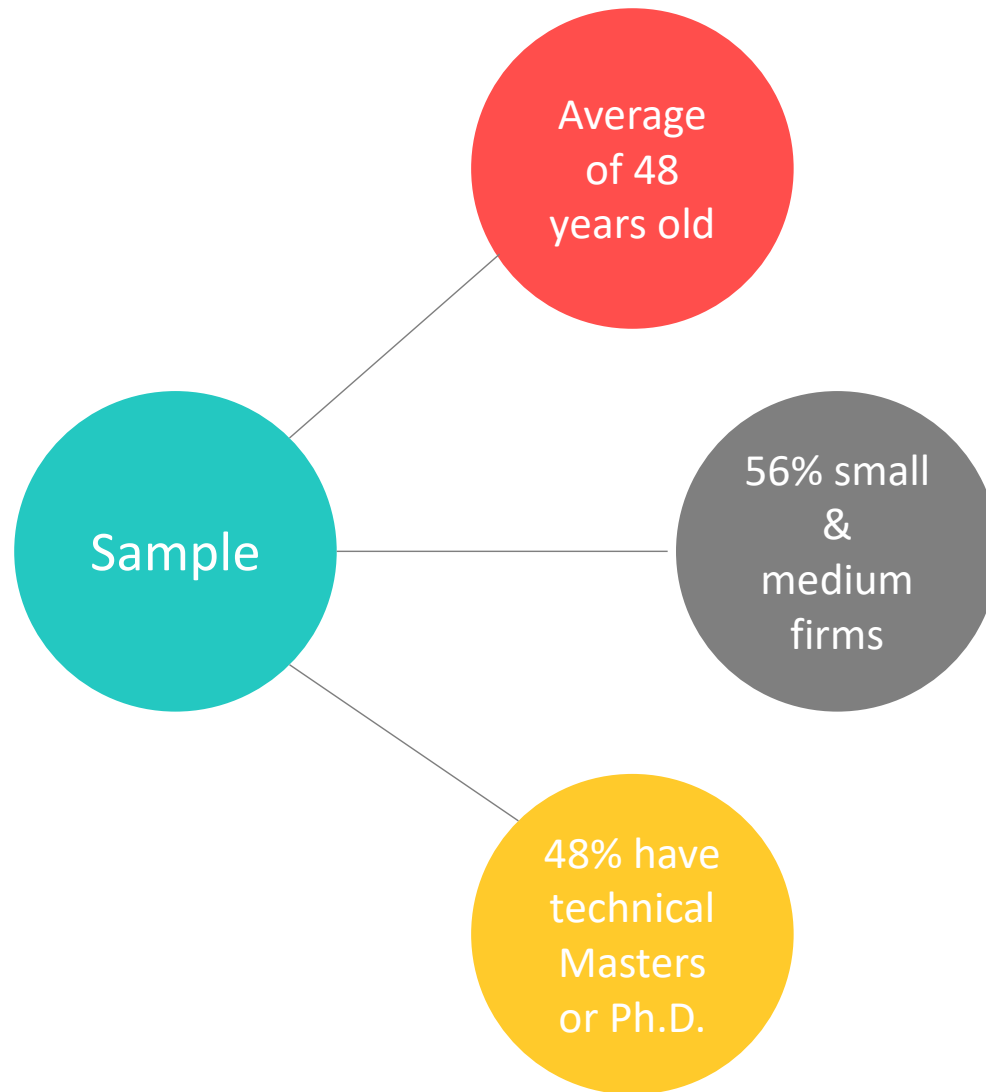 Average
of 48
years old
Sample
56% small
&
medium
firms
48% have
technical
Masters
or Ph.D.